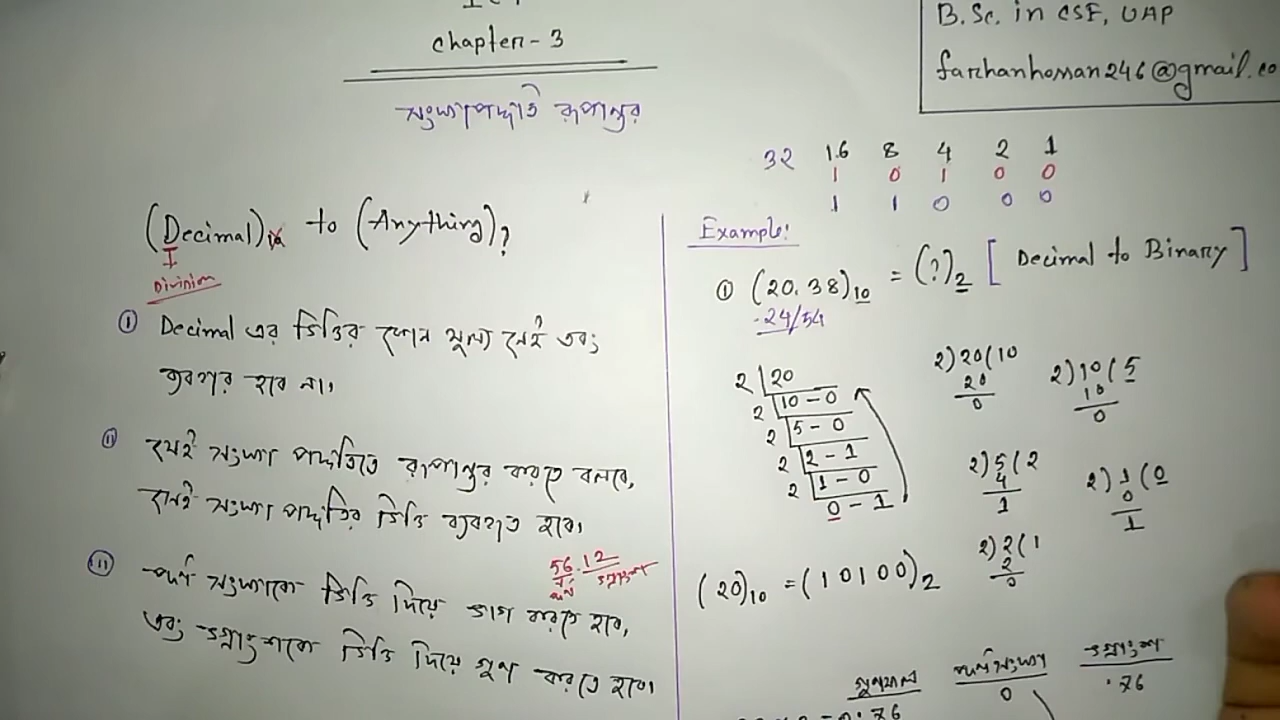 Chapter-3
সংখ্যাপদ্ধতি রূপান্তর
B.Sc. in CSE, UAP
farhanhossan246@gmail.co
(Decimal) to (Anything)?
I
Division
① Decimal এর ভিত্তির কোন মূল্য নেই এবং
ব্যবহার হবে না।
② যেই সংখ্যা পদ্ধতিতে রূপান্তর করতে বলবে,
সেই সংখ্যা পদ্ধতির ভিত্তি ব্যবহৃত হবে।
56.12
পূর্ণ ভগ্নাংশ
③ পূর্ণ সংখ্যাকে ভিত্তি দিয়ে ভাগ করতে হবে,
এবং ভগ্নাংশকে ভিত্তি দিয়ে গুণ করতে হবে।
32 16 8 4 2 1
1 0 1 0 0
1 1 0 0 0
Example:
① (20.38)10 = (?)2 [Decimal to Binary]
-24/54
2 20
2 10 - 0
2 5 - 0
2 2 - 1
2 1 - 0
0 - 1
2)20(10
20
0
2)10(5
10
0
2)5(2
4
1
2)1(0
0
1
2)2(1
2
0
(20)10 = (10100)2
গুণফল পূর্ণসংখ্যা ভগ্নাংশ
0.76 0 .76